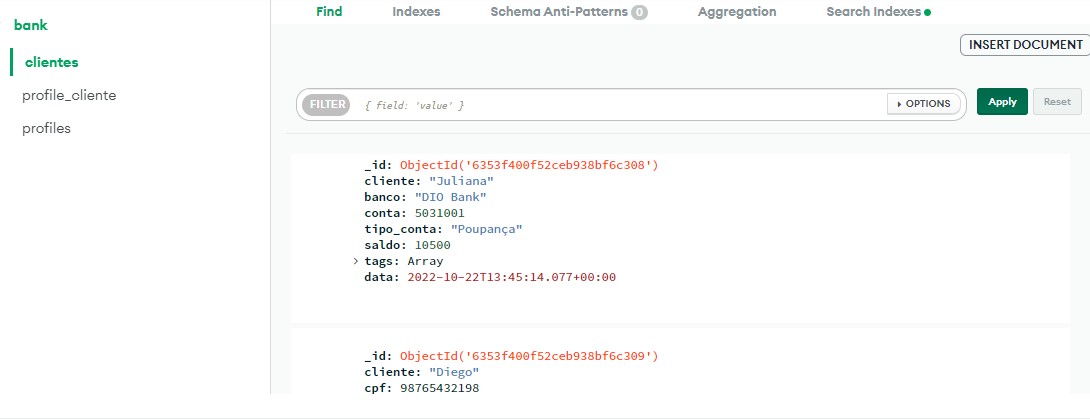 bank
clientes
profile_cliente
profiles
Find Indexes Schema Anti-Patterns 0 Aggregation Search Indexes
INSERT DOCUMENT
FILTER { field: 'value' } OPTIONS Apply Reset
_id: ObjectId('6353f400f52ceb938bf6c308')
cliente: "Juliana"
banco: "DIO Bank"
conta: 5031001
tipo_conta: "Poupança"
saldo: 10500
> tags: Array
data: 2022-10-22T13:45:14.077+00:00
_id: ObjectId('6353f400f52ceb938bf6c309')
cliente: "Diego"
cpf: 98765432198